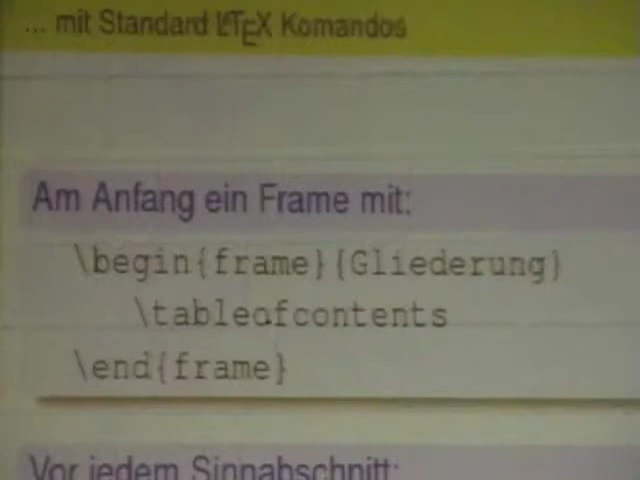 ... mit Standard LATEX Komandos
Am Anfang ein Frame mit:
\begin{frame}{Gliederung}
\tableofcontents
\end{frame}
Vor jedem Sinnabschnitt: